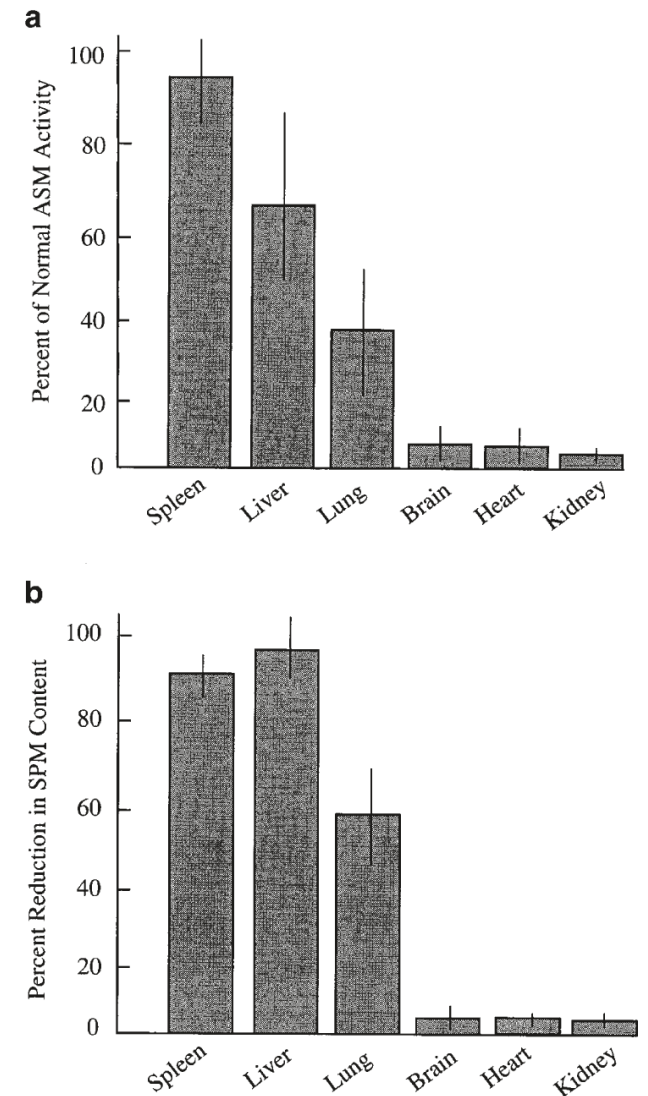 a
Percent of Normal ASM Activity
100
80
60
40
20
0
Spleen
Liver
Lung
Brain
Heart
Kidney
b
Percent Reduction in SPM Content
100
80
60
40
20
0
Spleen
Liver
Lung
Brain
Heart
Kidney